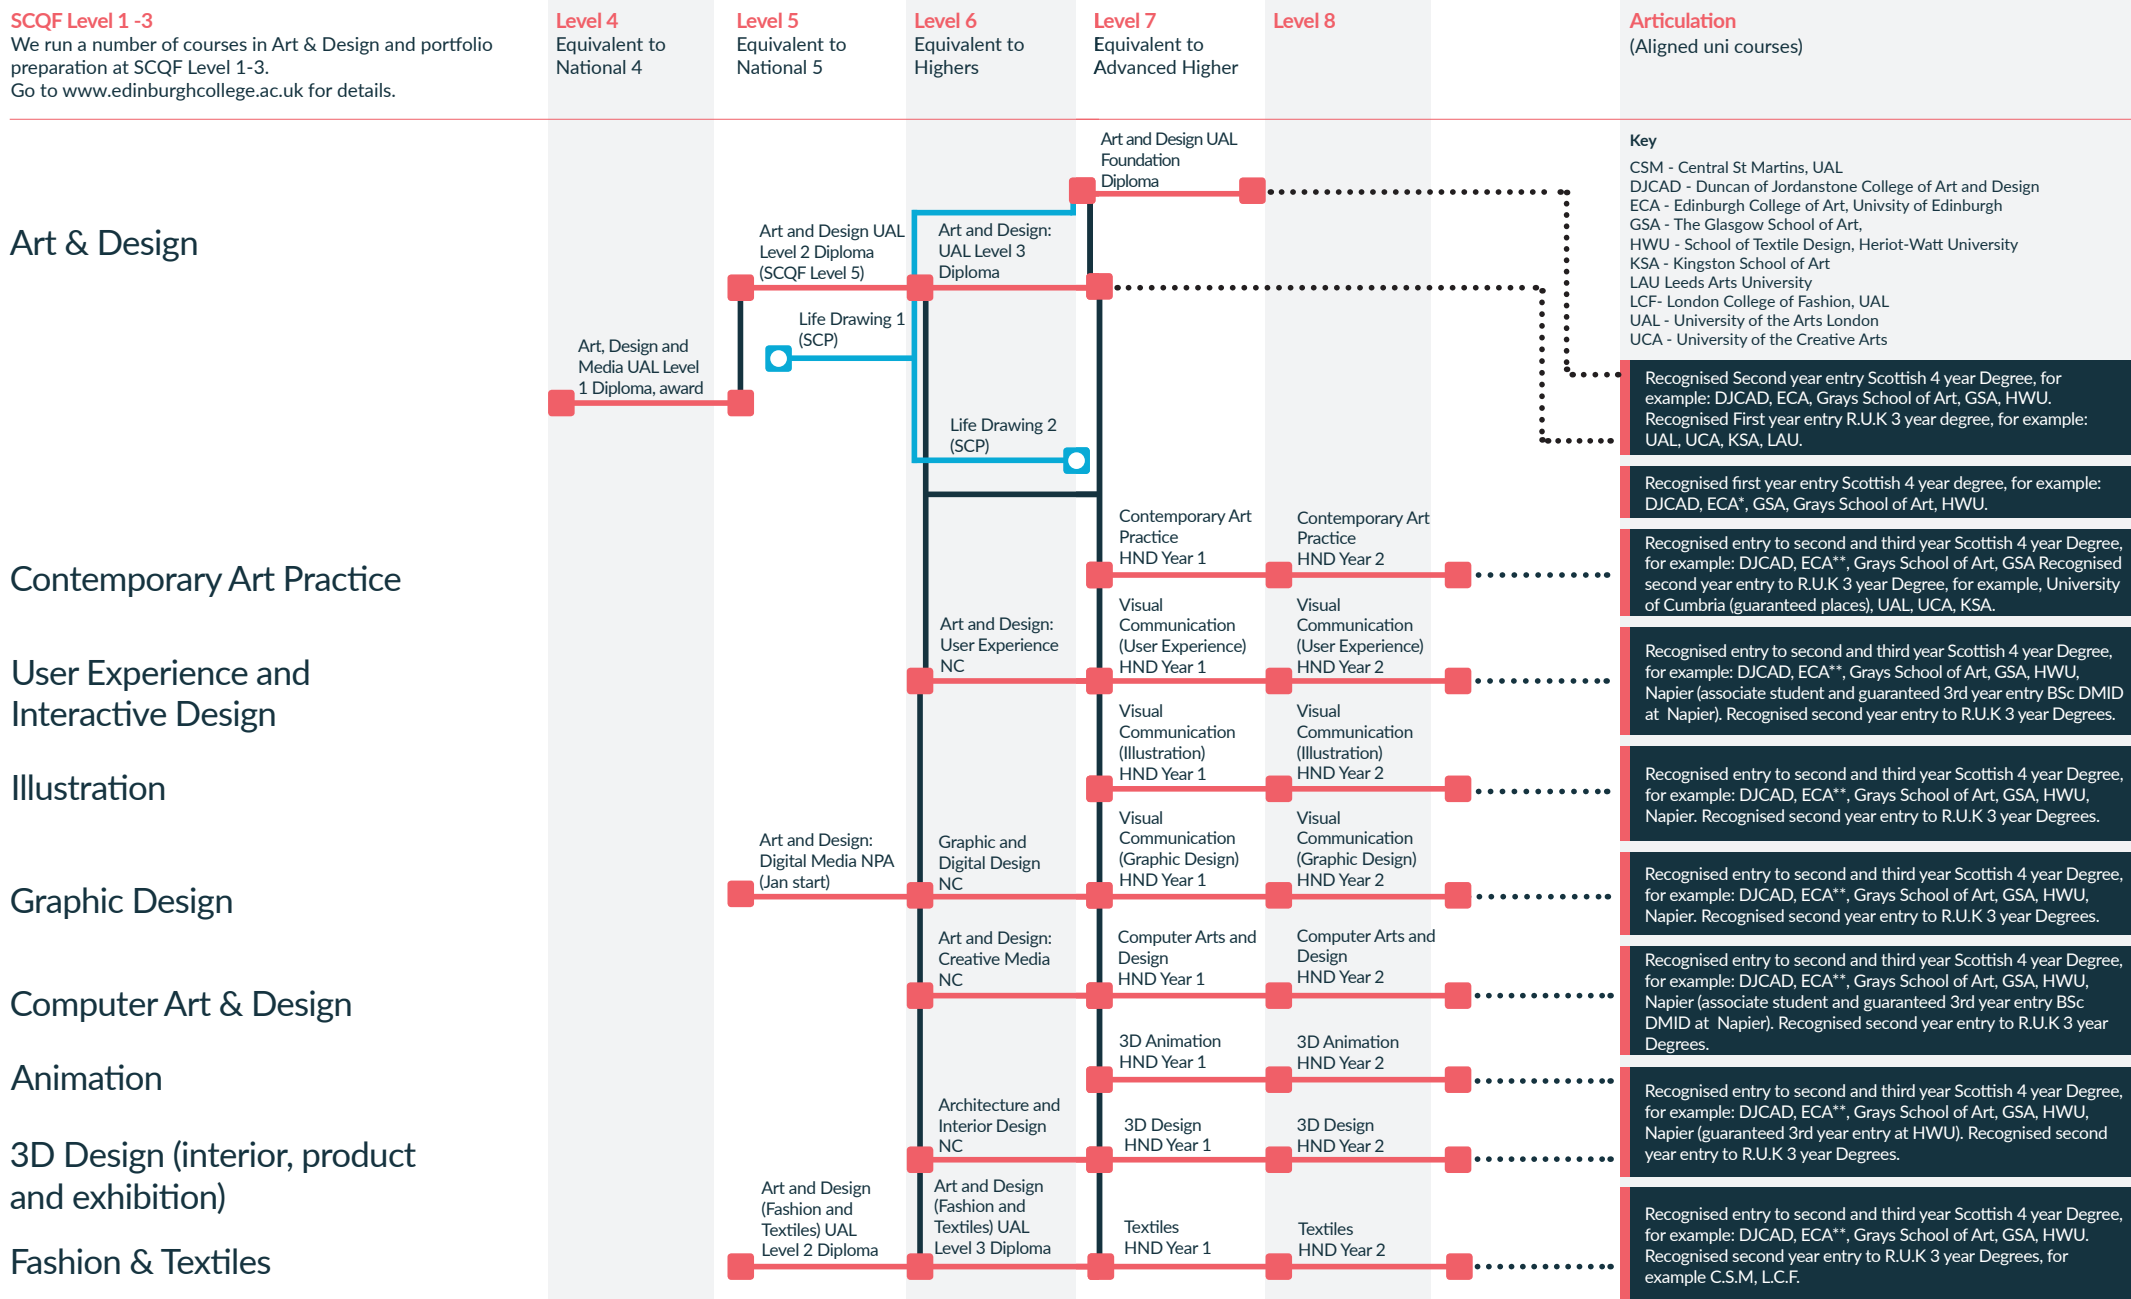 SCQF Level 1 -3
We run a number of courses in Art & Design and portfolio
preparation at SCQF Level 1-3.
Go to www.edinburghcollege.ac.uk for details.
Level 4
Equivalent to
National 4
Level 5
Equivalent to
National 5
Level 6
Equivalent to
Highers
Level 7
Equivalent to
Advanced Higher
Level 8
Articulation
(Aligned uni courses)
Key
CSM - Central St Martins, UAL
DJCAD - Duncan of Jordanstone College of Art and Design
ECA - Edinburgh College of Art, Univsity of Edinburgh
GSA - The Glasgow School of Art,
HWU - School of Textile Design, Heriot-Watt University
KSA - Kingston School of Art
LAU Leeds Arts University
LCF- London College of Fashion, UAL
UAL - University of the Arts London
UCA - University of the Creative Arts
Art & Design
Art, Design and
Media UAL Level
1 Diploma, award
Art and Design UAL
Level 2 Diploma
(SCQF Level 5)
Life Drawing 1
(SCP)
Art and Design:
UAL Level 3
Diploma
Life Drawing 2
(SCP)
Art and Design UAL
Foundation
Diploma
Recognised Second year entry Scottish 4 year Degree, for
example: DJCAD, ECA, Grays School of Art, GSA, HWU.
Recognised First year entry R.U.K 3 year degree, for example:
UAL, UCA, KSA, LAU.
Recognised first year entry Scottish 4 year degree, for example:
DJCAD, ECA*, GSA, Grays School of Art, HWU.
Contemporary Art Practice
Contemporary Art
Practice
HND Year 1
Contemporary Art
Practice
HND Year 2
Recognised entry to second and third year Scottish 4 year Degree,
for example: DJCAD, ECA**, Grays School of Art, GSA Recognised
second year entry to R.U.K 3 year Degree, for example, University
of Cumbria (guaranteed places), UAL, UCA, KSA.
User Experience and
Interactive Design
Art and Design:
User Experience
NC
Visual
Communication
(User Experience)
HND Year 1
Visual
Communication
(User Experience)
HND Year 2
Recognised entry to second and third year Scottish 4 year Degree,
for example: DJCAD, ECA**, Grays School of Art, GSA, HWU,
Napier (associate student and guaranteed 3rd year entry BSc DMID
at Napier). Recognised second year entry to R.U.K 3 year Degrees.
Illustration
Visual
Communication
(Illustration)
HND Year 1
Visual
Communication
(Illustration)
HND Year 2
Recognised entry to second and third year Scottish 4 year Degree,
for example: DJCAD, ECA**, Grays School of Art, GSA, HWU,
Napier. Recognised second year entry to R.U.K 3 year Degrees.
Graphic Design
Art and Design:
Digital Media NPA
(Jan start)
Graphic and
Digital Design
NC
Visual
Communication
(Graphic Design)
HND Year 1
Visual
Communication
(Graphic Design)
HND Year 2
Recognised entry to second and third year Scottish 4 year Degree,
for example: DJCAD, ECA**, Grays School of Art, GSA, HWU,
Napier. Recognised second year entry to R.U.K 3 year Degrees.
Computer Art & Design
Art and Design:
Creative Media
NC
Computer Arts and
Design
HND Year 1
Computer Arts and
Design
HND Year 2
Recognised entry to second and third year Scottish 4 year Degree,
for example: DJCAD, ECA**, Grays School of Art, GSA, HWU,
Napier (associate student and guaranteed 3rd year entry BSc
DMID at Napier). Recognised second year entry to R.U.K 3 year
Degrees.
Animation
3D Animation
HND Year 1
3D Animation
HND Year 2
3D Design (interior, product
and exhibition)
Architecture and
Interior Design
NC
3D Design
HND Year 1
3D Design
HND Year 2
Recognised entry to second and third year Scottish 4 year Degree,
for example: DJCAD, ECA**, Grays School of Art, GSA, HWU,
Napier (guaranteed 3rd year entry at HWU). Recognised second
year entry to R.U.K 3 year Degrees.
Fashion & Textiles
Art and Design
(Fashion and
Textiles) UAL
Level 2 Diploma
Art and Design
(Fashion and
Textiles) UAL
Level 3 Diploma
Textiles
HND Year 1
Textiles
HND Year 2
Recognised entry to second and third year Scottish 4 year Degree,
for example: DJCAD, ECA**, Grays School of Art, GSA, HWU.
Recognised second year entry to R.U.K 3 year Degrees, for
example C.S.M, L.C.F.